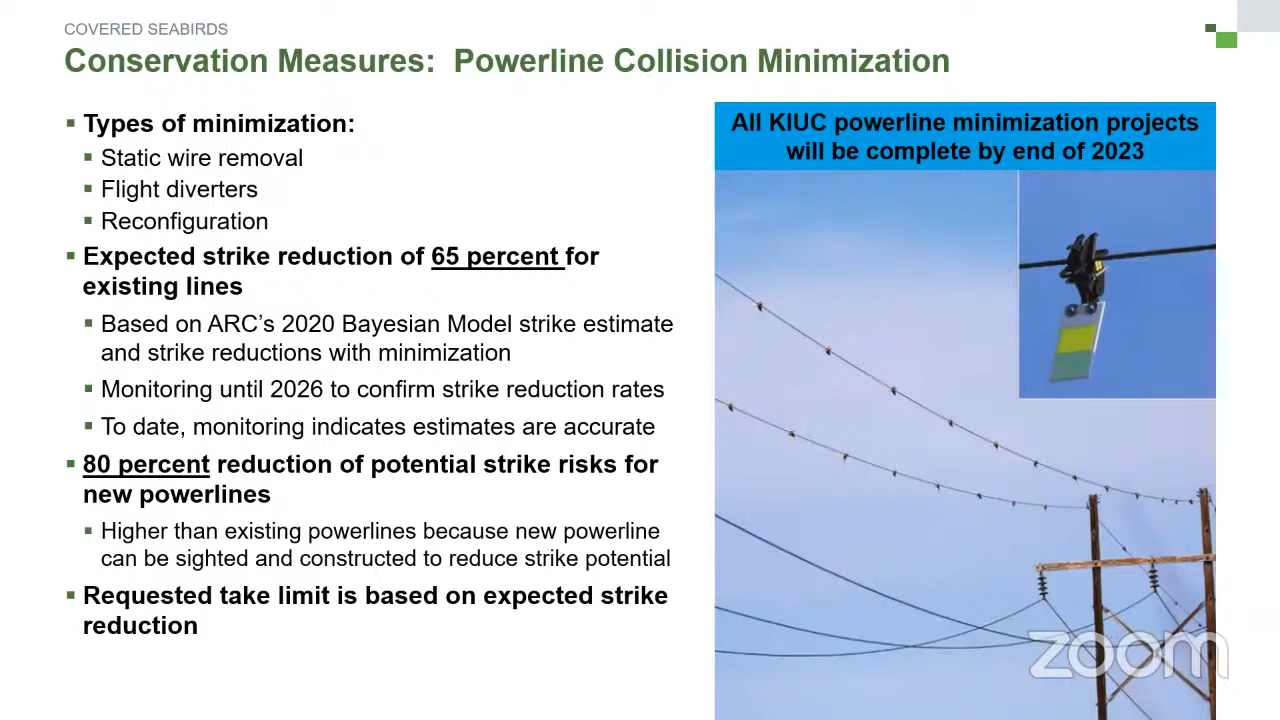 COVERED SEABIRDS
Conservation Measures: Powerline Collision Minimization
Types of minimization:
Static wire removal
Flight diverters
Reconfiguration
Expected strike reduction of 65 percent for
existing lines
Based on ARC's 2020 Bayesian Model strike estimate
and strike reductions with minimization
Monitoring until 2026 to confirm strike reduction rates
To date, monitoring indicates estimates are accurate
80 percent reduction of potential strike risks for
new powerlines
Higher than existing powerlines because new powerline
can be sighted and constructed to reduce strike potential
Requested take limit is based on expected strike
reduction
All KIUC powerline minimization projects
will be complete by end of 2023
zoom